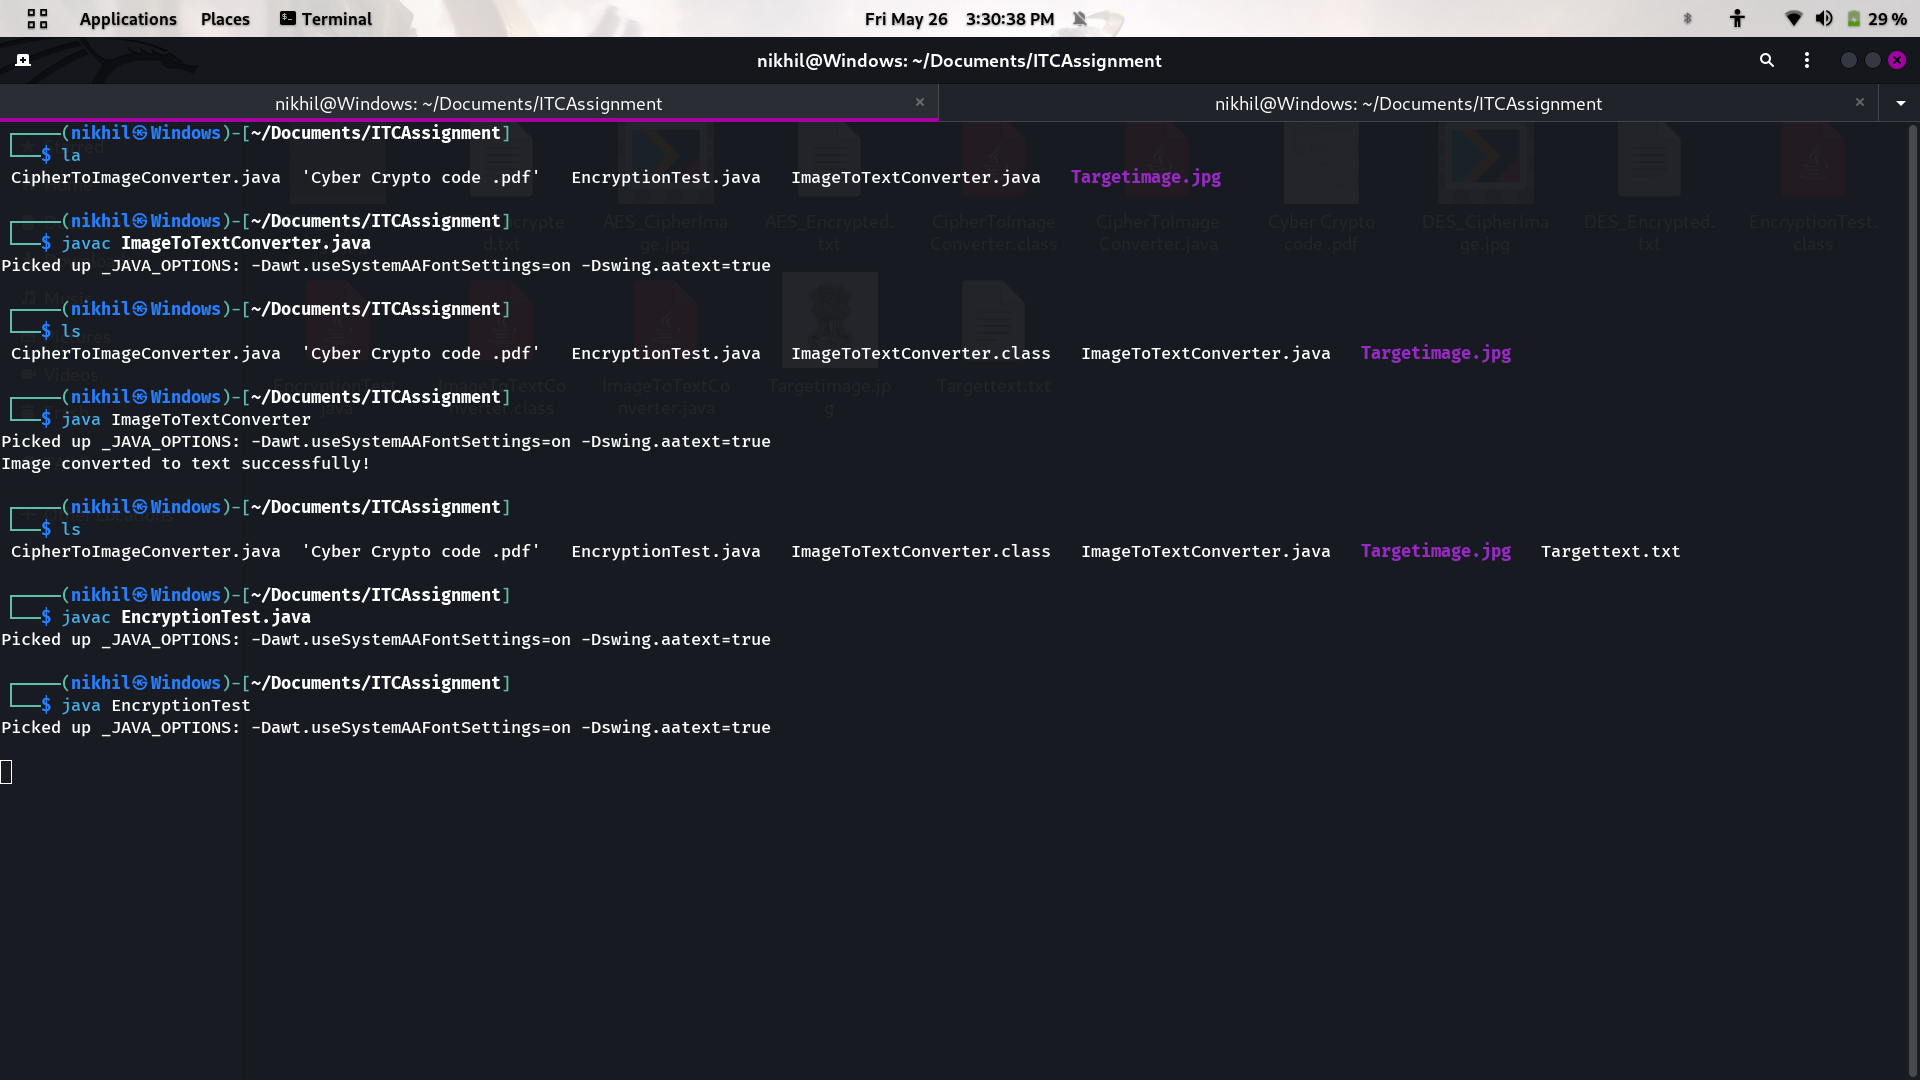 Applications Places Terminal Fri May 26 3:30:38 PM 29 %
nikhil@Windows: ~/Documents/ITCAssignment
nikhil@Windows: ~/Documents/ITCAssignment nikhil@Windows: ~/Documents/ITCAssignment
┌────(nikhil㉿Windows)-[~/Documents/ITCAssignment]
└──$ la
CipherToImageConverter.java 'Cyber Crypto code .pdf' EncryptionTest.java ImageToTextConverter.java Targetimage.jpg
┌────(nikhil㉿Windows)-[~/Documents/ITCAssignment]
└──$ javac ImageToTextConverter.java
Picked up _JAVA_OPTIONS: -Dawt.useSystemAAFontSettings=on -Dswing.aatext=true
┌────(nikhil㉿Windows)-[~/Documents/ITCAssignment]
└──$ ls
CipherToImageConverter.java 'Cyber Crypto code .pdf' EncryptionTest.java ImageToTextConverter.class ImageToTextConverter.java Targetimage.jpg
┌────(nikhil㉿Windows)-[~/Documents/ITCAssignment]
└──$ java ImageToTextConverter
Picked up _JAVA_OPTIONS: -Dawt.useSystemAAFontSettings=on -Dswing.aatext=true
Image converted to text successfully!
┌────(nikhil㉿Windows)-[~/Documents/ITCAssignment]
└──$ ls
CipherToImageConverter.java 'Cyber Crypto code .pdf' EncryptionTest.java ImageToTextConverter.class ImageToTextConverter.java Targetimage.jpg Targettext.txt
┌────(nikhil㉿Windows)-[~/Documents/ITCAssignment]
└──$ javac EncryptionTest.java
Picked up _JAVA_OPTIONS: -Dawt.useSystemAAFontSettings=on -Dswing.aatext=true
┌────(nikhil㉿Windows)-[~/Documents/ITCAssignment]
└──$ java EncryptionTest
Picked up _JAVA_OPTIONS: -Dawt.useSystemAAFontSettings=on -Dswing.aatext=true